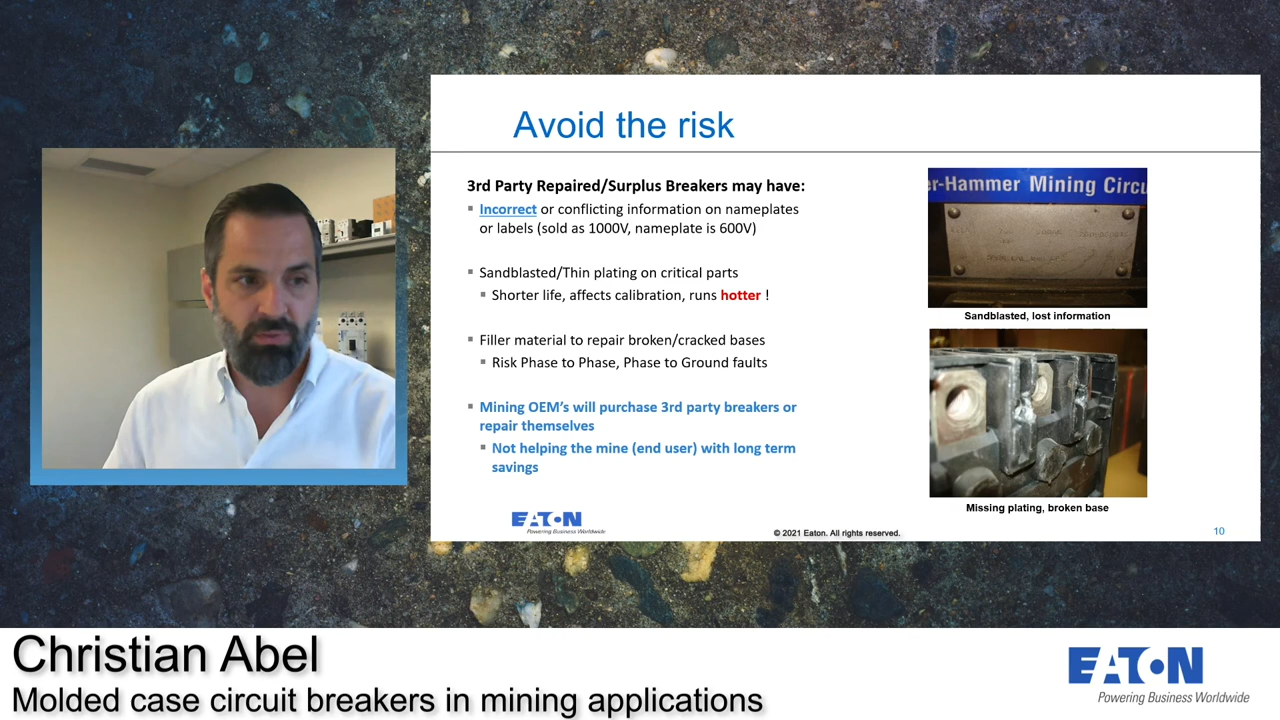 Avoid the risk
3rd Party Repaired/Surplus Breakers may have:
Incorrect or conflicting information on nameplates
or labels (sold as 1000V, nameplate is 600V)
Sandblasted/Thin plating on critical parts
Shorter life, affects calibration, runs hotter !
Filler material to repair broken/cracked bases
Risk Phase to Phase, Phase to Ground faults
Mining OEM's will purchase 3rd party breakers or
repair themselves
Not helping the mine (end user) with long term
savings
er-Hammer Mining Circu
Sandblasted, lost information
Missing plating, broken base
EATON
Powering Business Worldwide
© 2021 Eaton. All rights reserved.
10
Christian Abel
Molded case circuit breakers in mining applications
EATON
Powering Business Worldwide